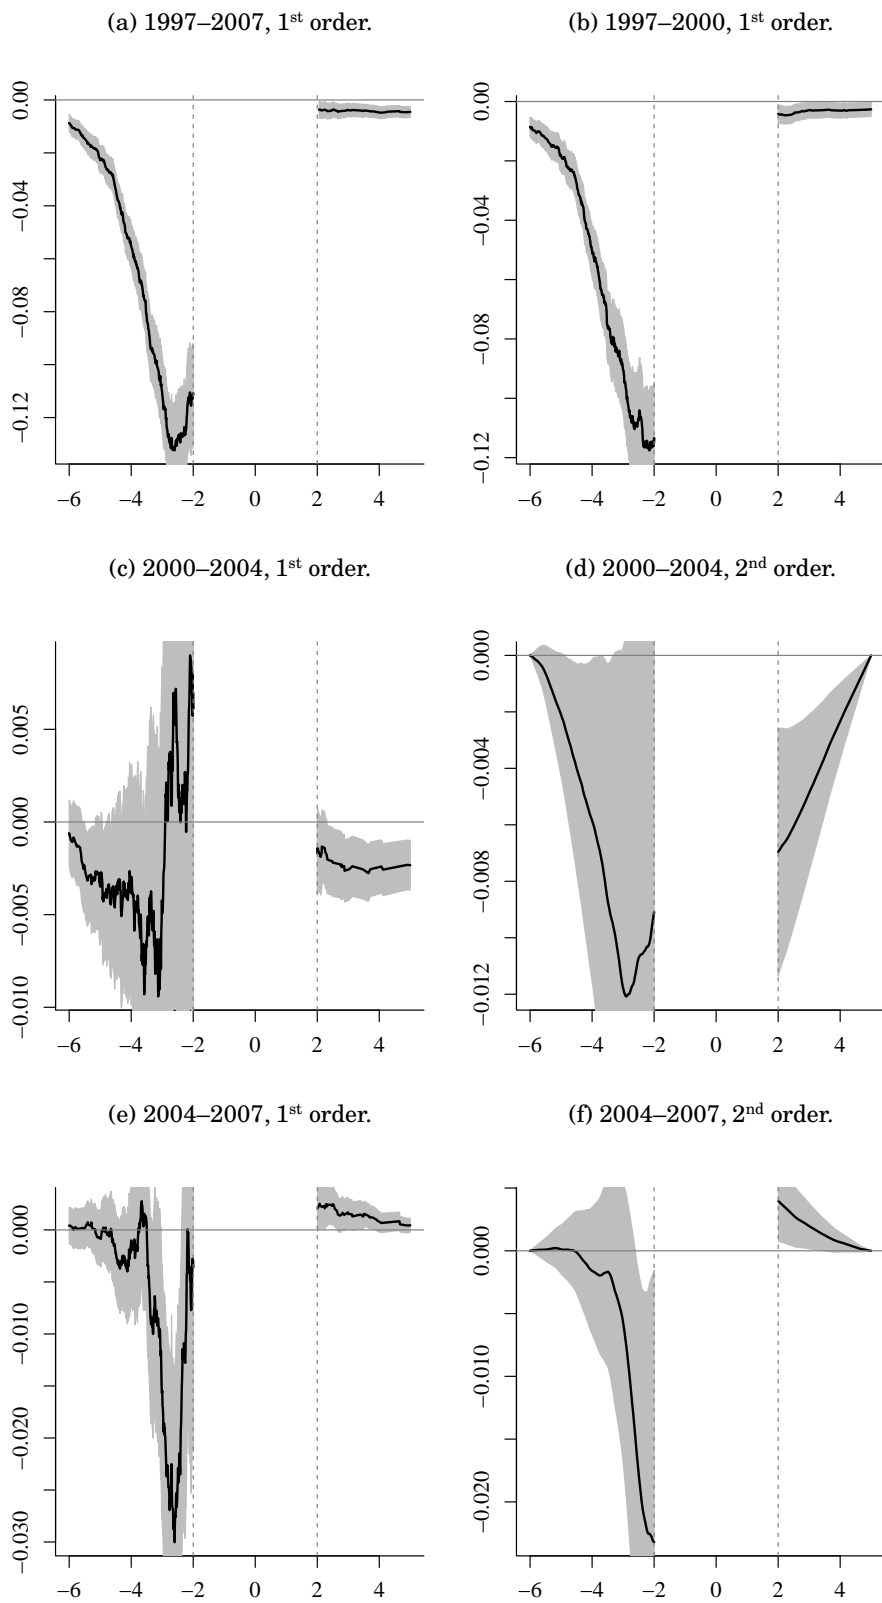 (a) 1997–2007, 1st order.
(b) 1997–2000, 1st order.
0.00
−0.04
−0.08
−0.12
−6 −4 −2 0 2 4
0.00
−0.04
−0.08
−0.12
−6 −4 −2 0 2 4
(c) 2000–2004, 1st order.
(d) 2000–2004, 2nd order.
0.005
0.000
−0.005
−0.010
−6 −4 −2 0 2 4
0.000
−0.004
−0.008
−0.012
−6 −4 −2 0 2 4
(e) 2004–2007, 1st order.
(f) 2004–2007, 2nd order.
0.000
−0.010
−0.020
−0.030
−6 −4 −2 0 2 4
0.000
−0.010
−0.020
−6 −4 −2 0 2 4